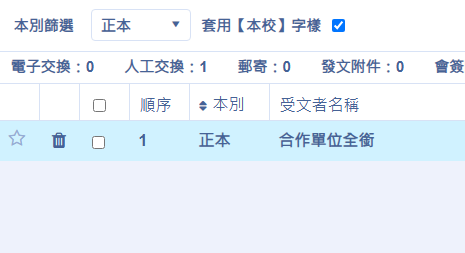 本別篩選 正本 套用【本校】字樣
電子交換：0 人工交換：1 郵寄：0 發文附件：0 會簽
順序 本別 受文者名稱
1 正本 合作單位全銜